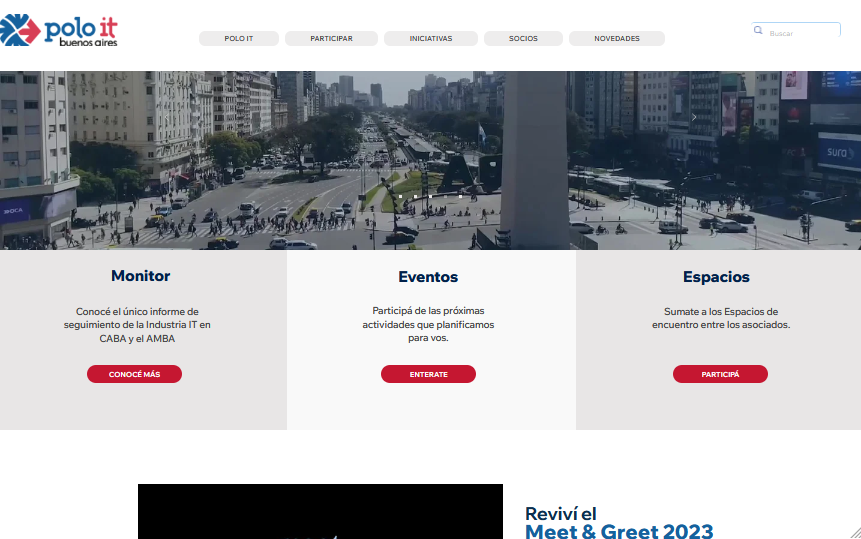 polo it
buenos aires
POLO IT
PARTICIPAR
INICIATIVAS
SOCIOS
NOVEDADES
Buscar
OCA
sura
Monitor
Conocé el único informe de
seguimiento de la Industria IT en
CABA y el AMBA
CONOCÉ MÁS
Eventos
Participá de las próximas
actividades que planificamos
para vos.
ENTERATE
Espacios
Sumate a los Espacios de
encuentro entre los asociados.
PARTICIPÁ
Reviví el
Meet & Greet 2023